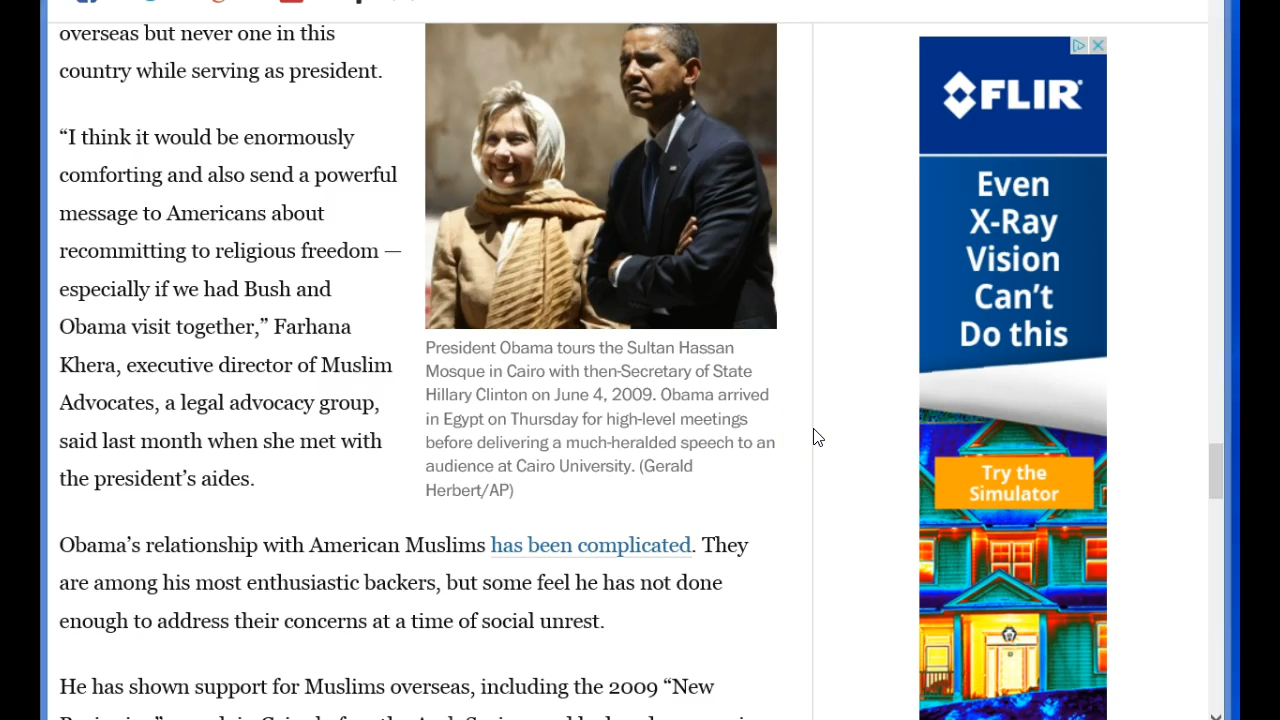 overseas but never one in this
country while serving as president.
“I think it would be enormously
comforting and also send a powerful
message to Americans about
recommitting to religious freedom —
especially if we had Bush and
Obama visit together,” Farhana
Khera, executive director of Muslim
Advocates, a legal advocacy group,
said last month when she met with
the president’s aides.
President Obama tours the Sultan Hassan
Mosque in Cairo with then-Secretary of State
Hillary Clinton on June 4, 2009. Obama arrived
in Egypt on Thursday for high-level meetings
before delivering a much-heralded speech to an
audience at Cairo University. (Gerald
Herbert/AP)
Obama’s relationship with American Muslims has been complicated. They
are among his most enthusiastic backers, but some feel he has not done
enough to address their concerns at a time of social unrest.
He has shown support for Muslims overseas, including the 2009 “New
FLIR
Even
X-Ray
Vision
Can’t
Do this
Try the
Simulator